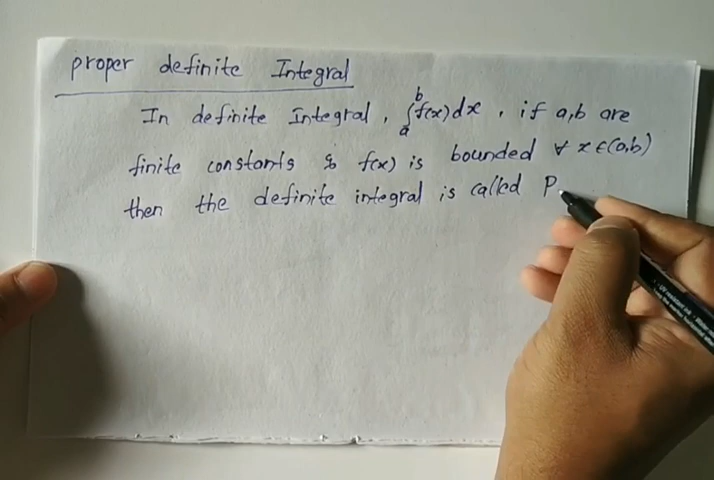 proper definite Integral
In definite Integral, ∫ₐᵇ f(x)dx, if a,b are
finite constants & f(x) is bounded ∀ x ∈ (a,b)
then the definite integral is called P